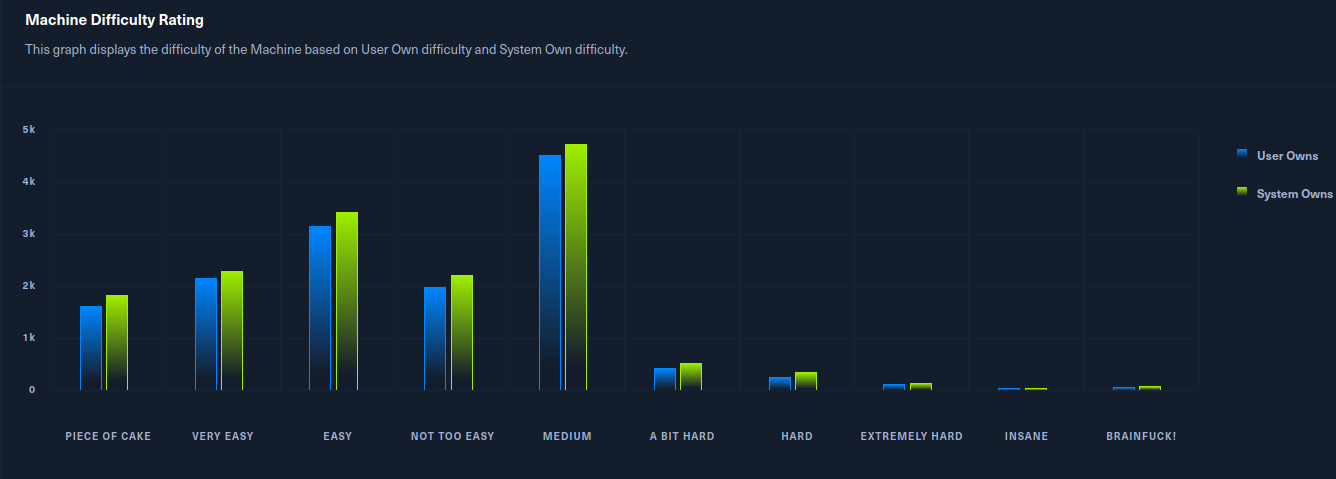 Machine Difficulty Rating
This graph displays the difficulty of the Machine based on User Own difficulty and System Own difficulty.
5k
4k
3k
2k
1k
0
User Owns
System Owns
PIECE OF CAKE VERY EASY EASY NOT TOO EASY MEDIUM A BIT HARD HARD EXTREMELY HARD INSANE BRAINFUCK!